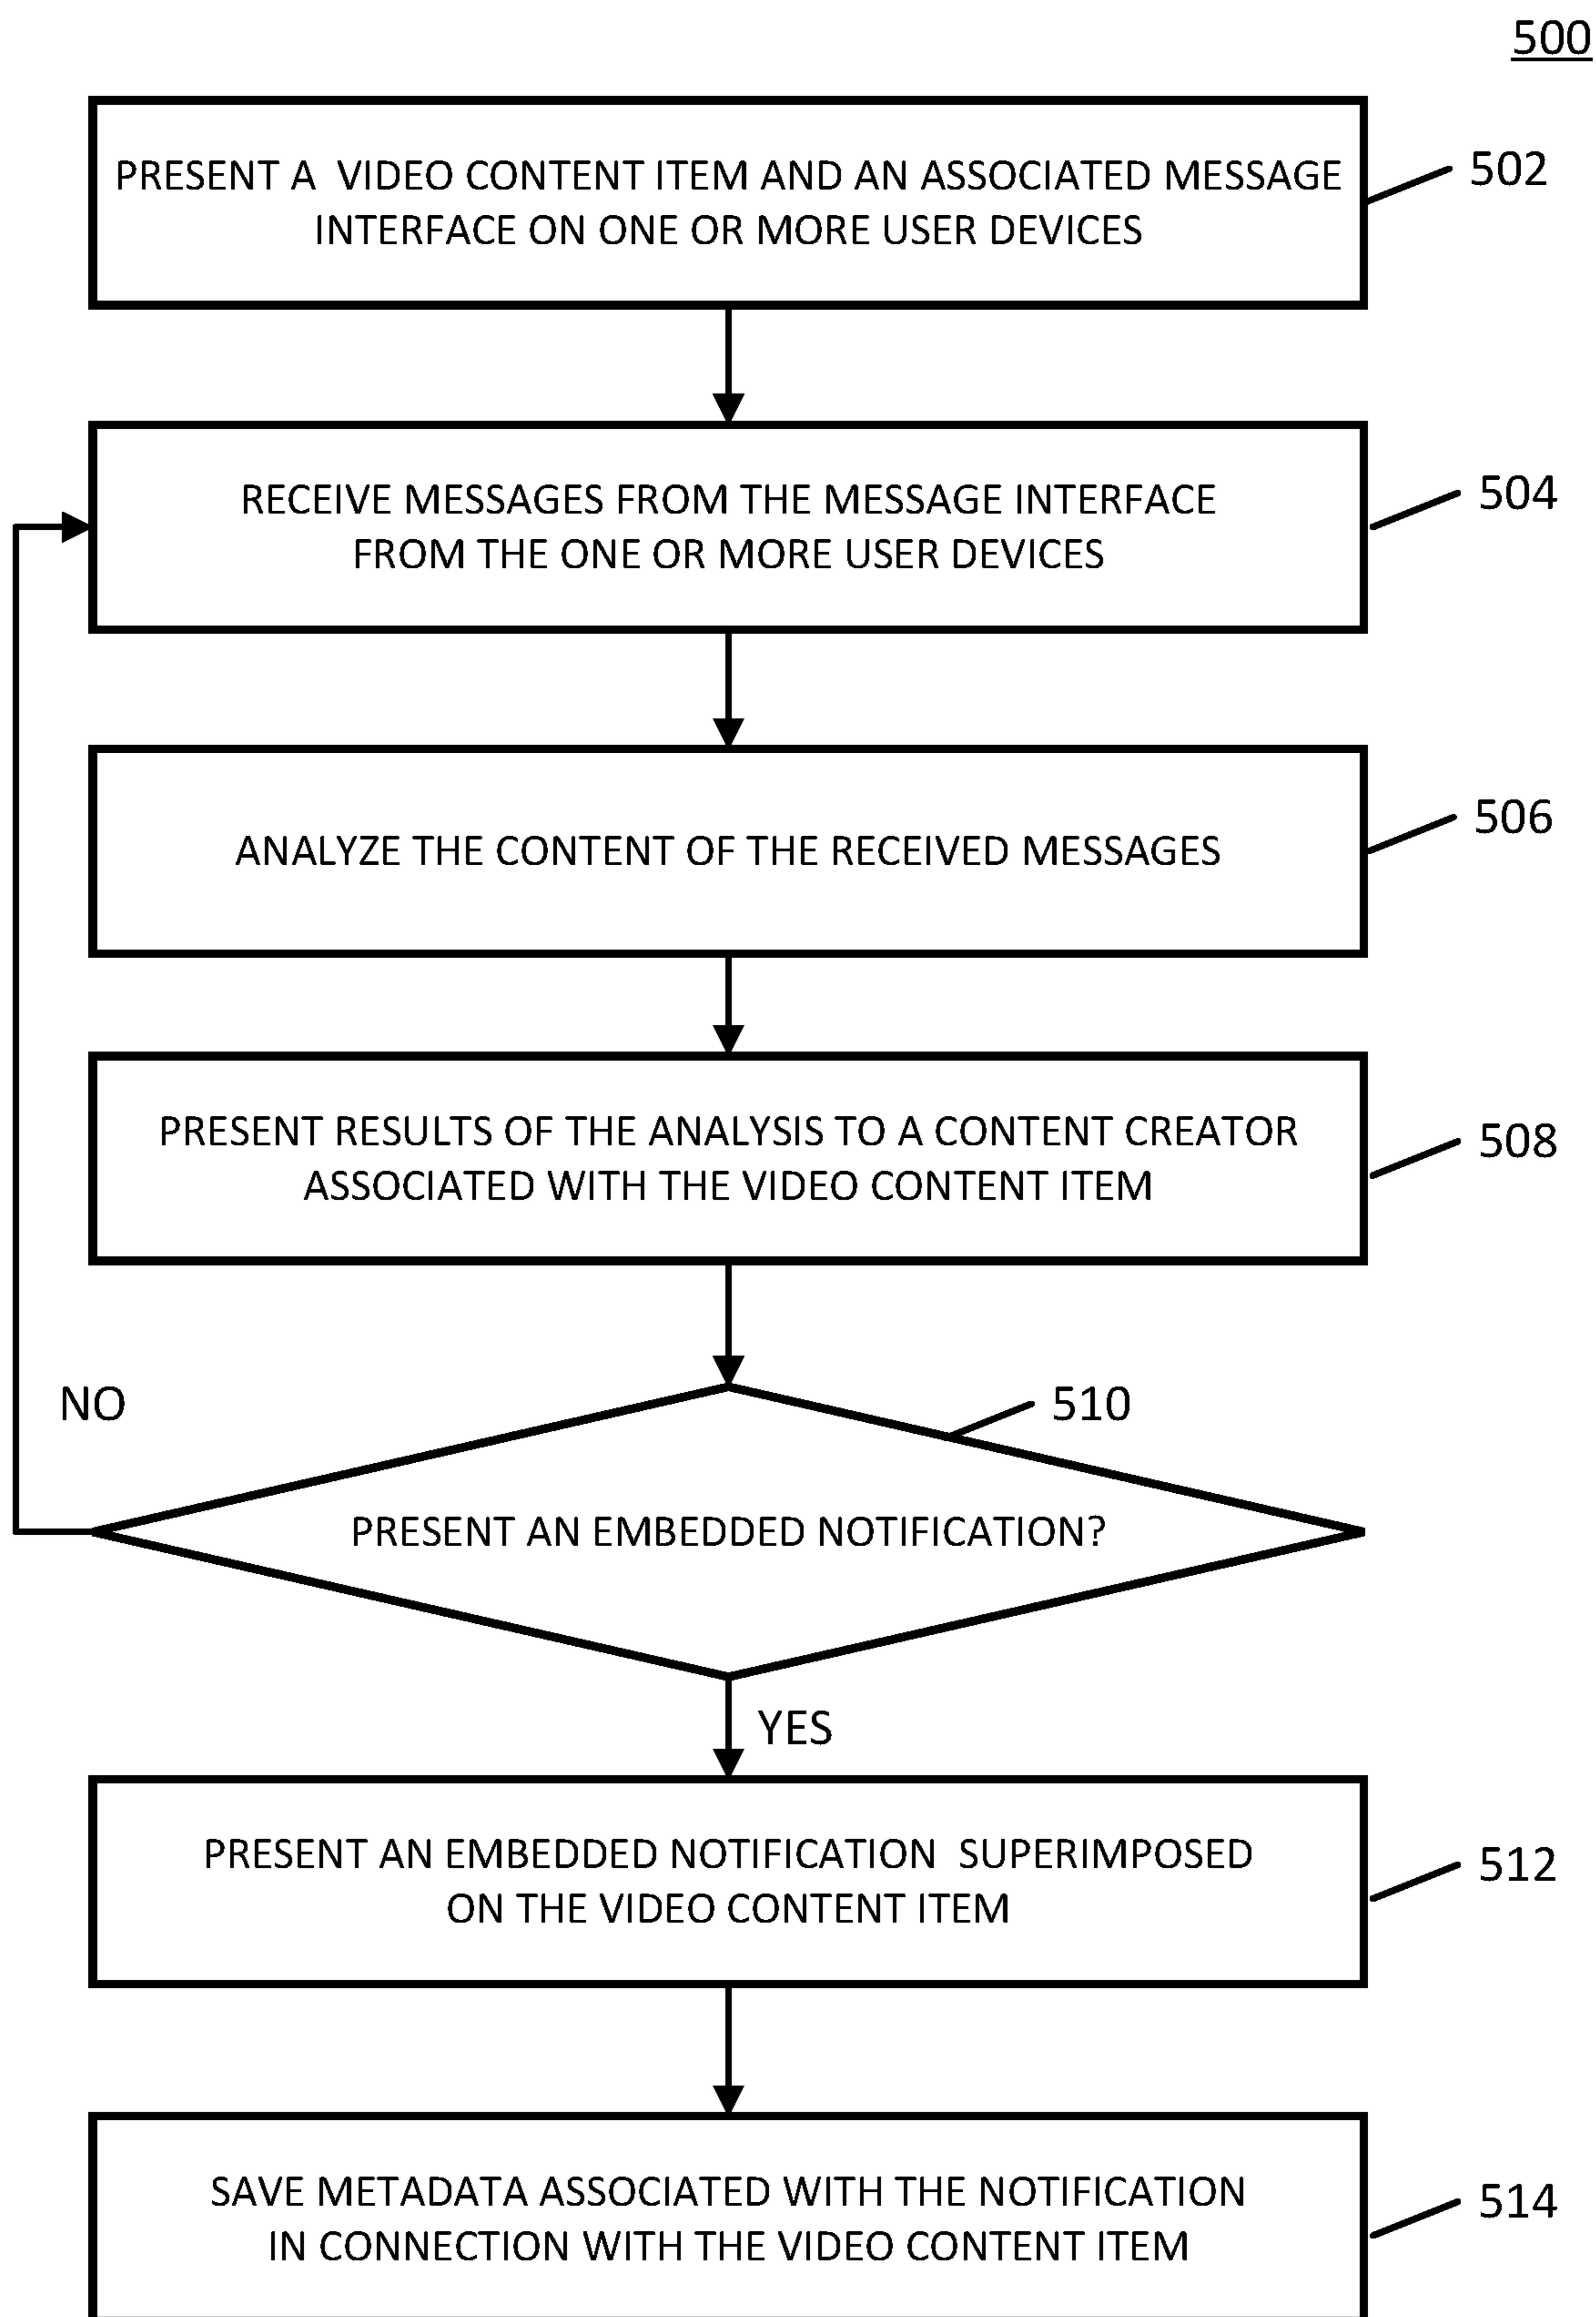 500
PRESENT A VIDEO CONTENT ITEM AND AN ASSOCIATED MESSAGE
INTERFACE ON ONE OR MORE USER DEVICES
502
RECEIVE MESSAGES FROM THE MESSAGE INTERFACE
FROM THE ONE OR MORE USER DEVICES
504
ANALYZE THE CONTENT OF THE RECEIVED MESSAGES
506
PRESENT RESULTS OF THE ANALYSIS TO A CONTENT CREATOR
ASSOCIATED WITH THE VIDEO CONTENT ITEM
508
NO
510
PRESENT AN EMBEDDED NOTIFICATION?
YES
PRESENT AN EMBEDDED NOTIFICATION SUPERIMPOSED
ON THE VIDEO CONTENT ITEM
512
SAVE METADATA ASSOCIATED WITH THE NOTIFICATION
IN CONNECTION WITH THE VIDEO CONTENT ITEM
514